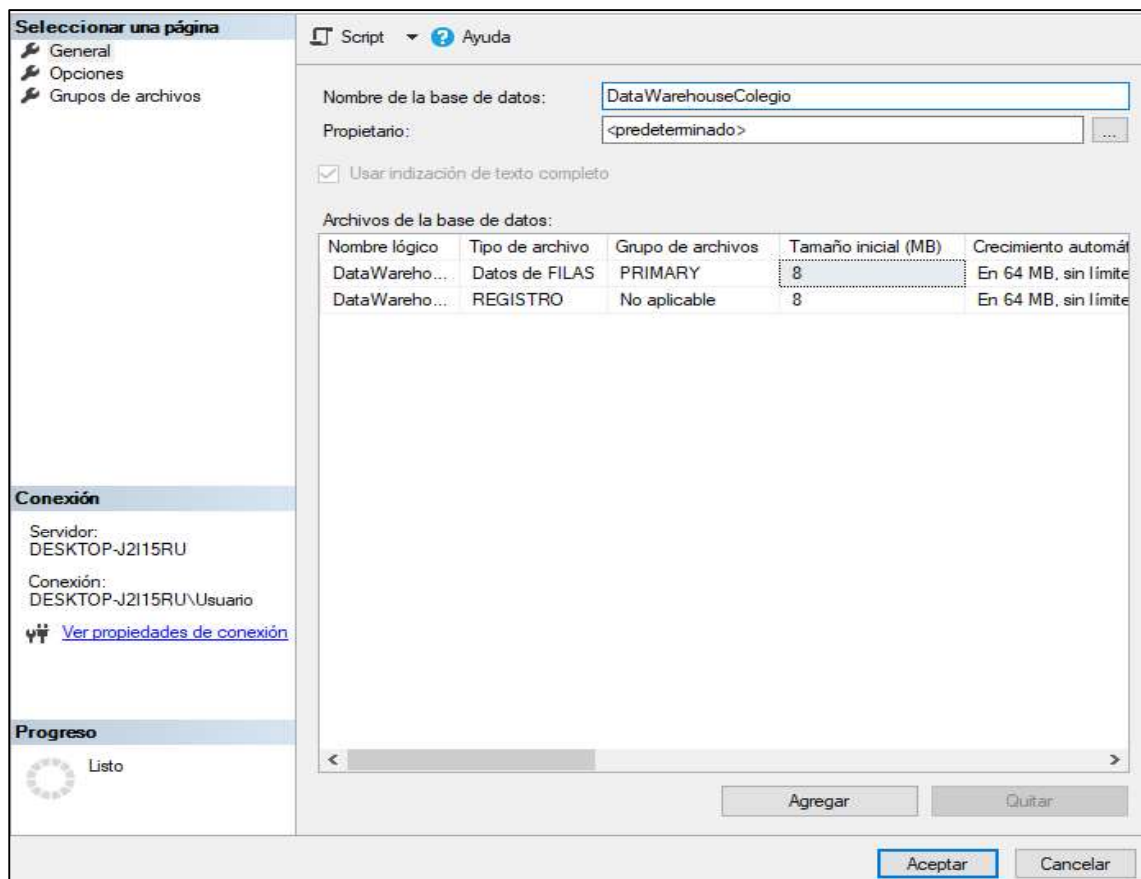 Seleccionar una página
General
Opciones
Grupos de archivos
Script
Ayuda
Nombre de la base de datos: DataWarehouseColegio
Propietario: <predeterminado> ...
Usar indización de texto completo
Archivos de la base de datos:
Nombre lógico Tipo de archivo Grupo de archivos Tamaño inicial (MB) Crecimiento automát
DataWareho... Datos de FILAS PRIMARY 8 En 64 MB, sin límite
DataWareho... REGISTRO No aplicable 8 En 64 MB, sin límite
Conexión
Servidor:
DESKTOP-J2I15RU
Conexión:
DESKTOP-J2I15RU\Usuario
Ver propiedades de conexión
Progreso
Listo
Agregar Quitar
Aceptar Cancelar